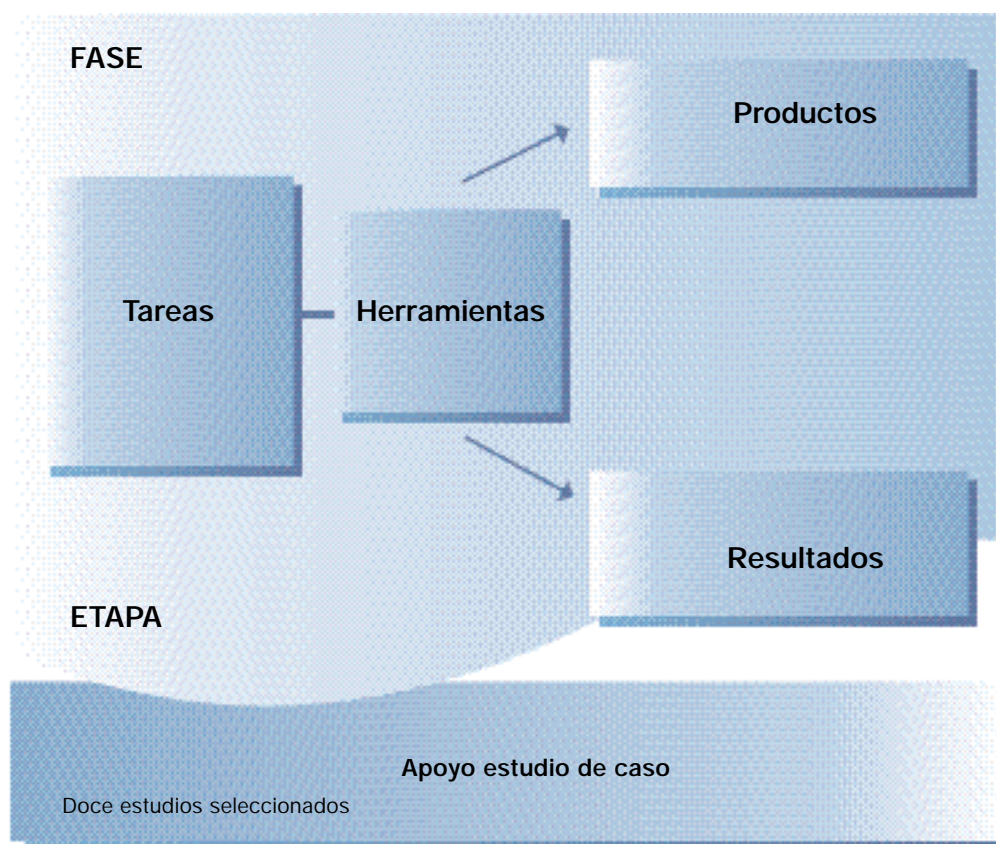 FASE
Productos
Tareas
Herramientas
Resultados
ETAPA
Apoyo estudio de caso
Doce estudios seleccionados